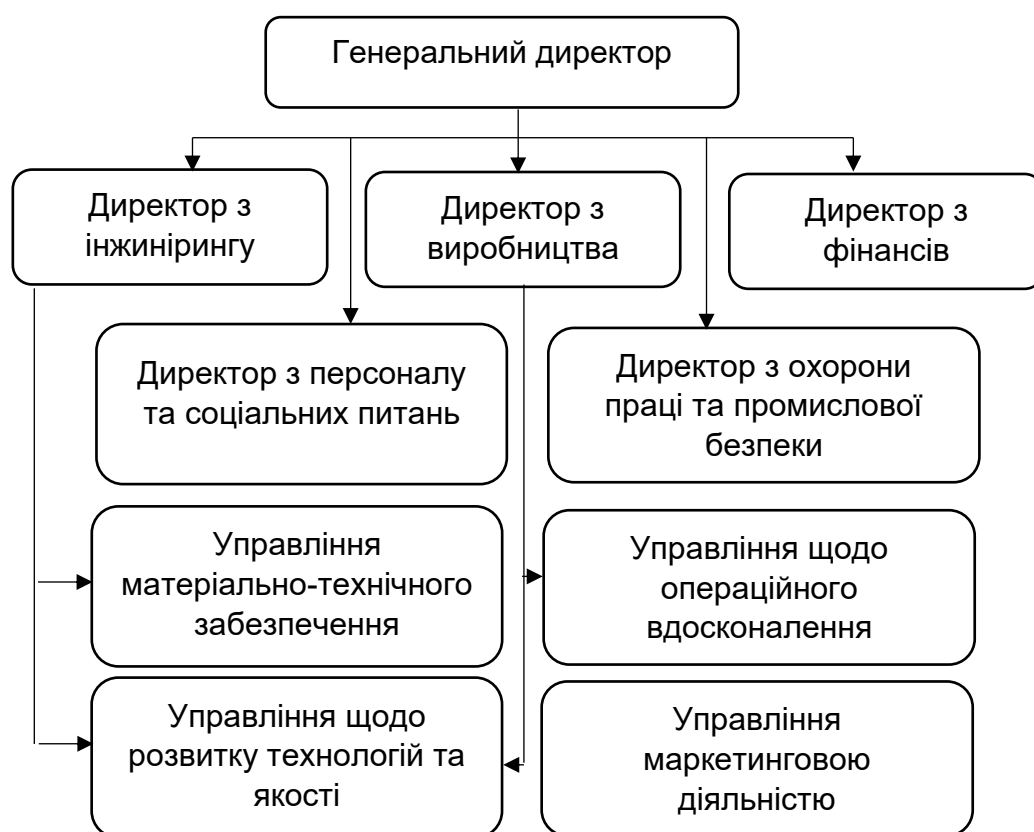 Генеральний директор
Директор з
інжинірингу
Директор з
виробництва
Директор з
фінансів
Директор з персоналу
та соціальних питань
Директор з охорони
праці та промислової
безпеки
Управління
матеріально-технічного
забезпечення
Управління щодо
операційного
вдосконалення
Управління щодо
розвитку технологій та
якості
Управління
маркетинговою
діяльністю